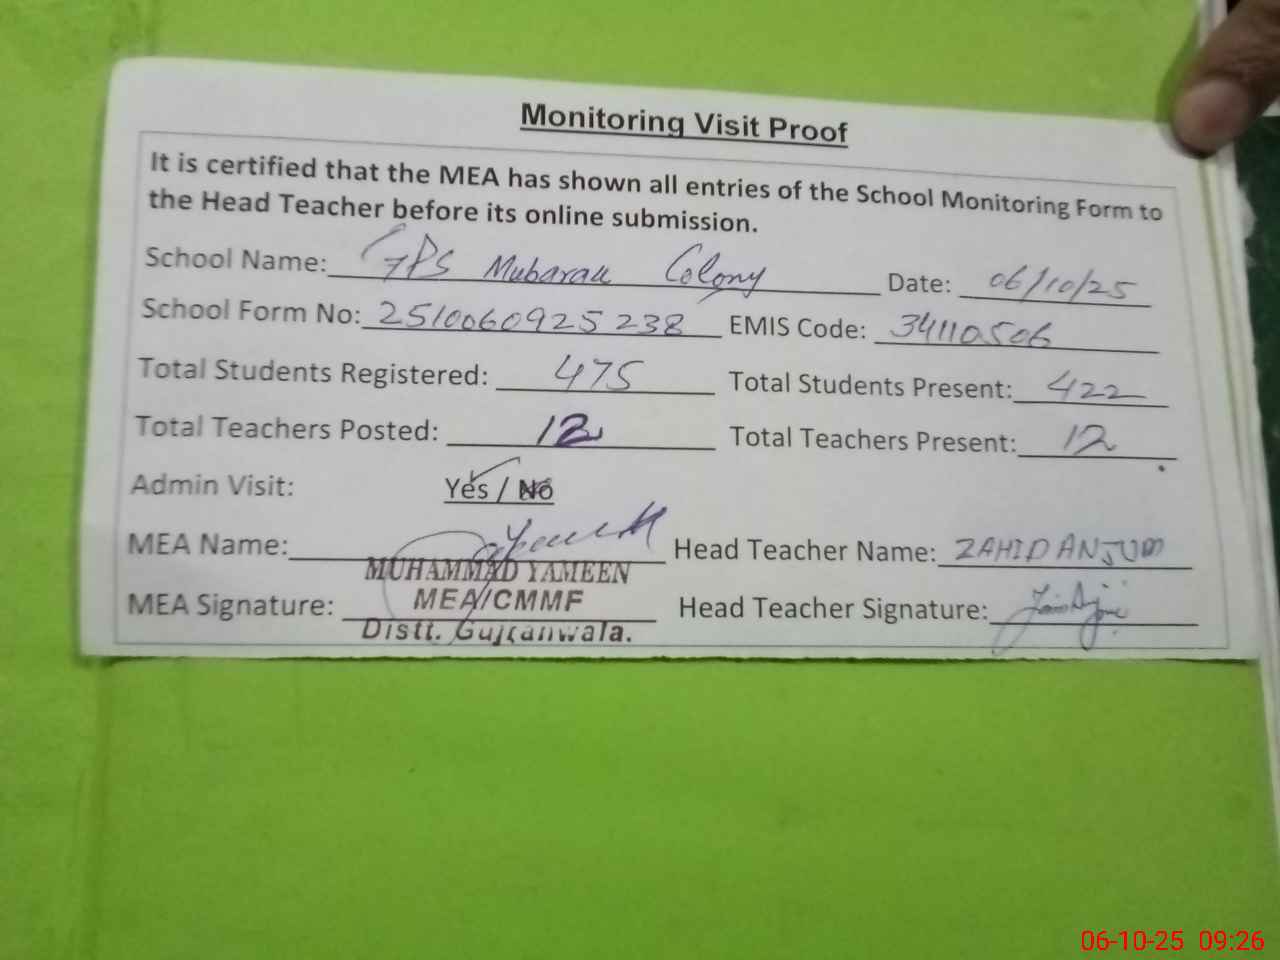 Monitoring Visit Proof
It is certified that the MEA has shown all entries of the School Monitoring Form to
the Head Teacher before its online submission.
School Name: GPS Mubarak Colony Date: 06/10/25
School Form No: 2510060925238 EMIS Code: 34110506
Total Students Registered: 475 Total Students Present: 422
Total Teachers Posted: 12 Total Teachers Present: 12
Admin Visit: Yes / No
MEA Name: Head Teacher Name: ZAHID ANJUM
MUHAMMAD YAMEEN
MEA Signature: MEA/CMMF Head Teacher Signature:
Distt. Gujranwala.
06-10-25 09:26